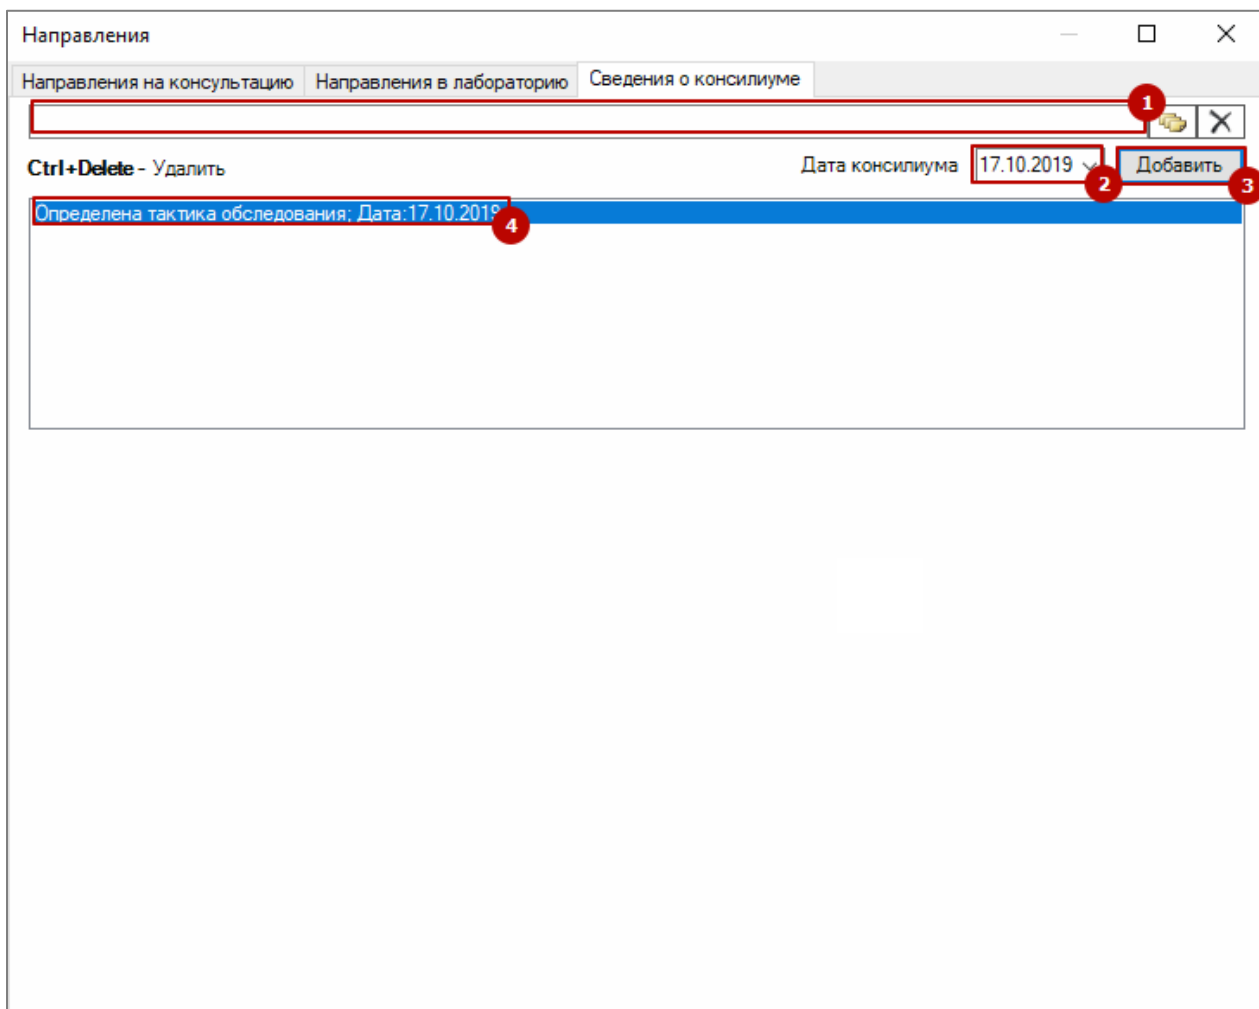 Направления
Направления на консультацию Направления в лабораторию Сведения о консилиуме
1
Ctrl+Delete - Удалить Дата консилиума 17.10.2019 Добавить
2 3
Определена тактика обследования; Дата:17.10.2019
4